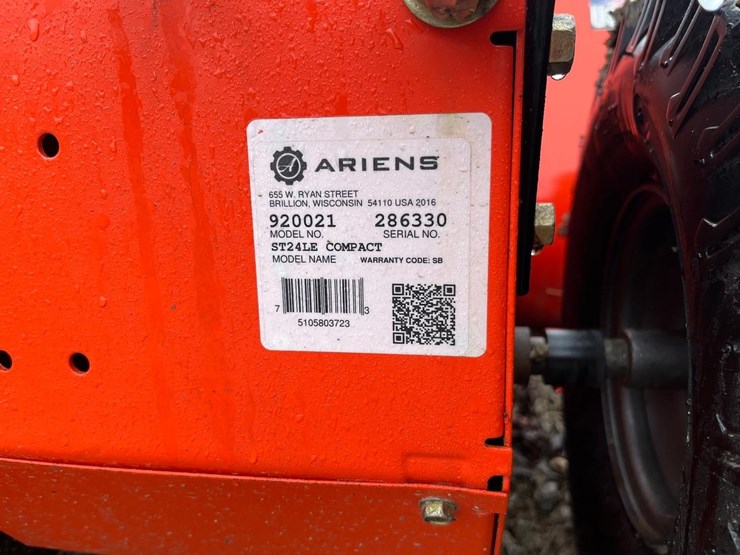 ARIENS
655 W. RYAN STREET
BRILLION, WISCONSIN 54110 USA 2016
920021 286330
MODEL NO. SERIAL NO.
ST24LE COMPACT
MODEL NAME WARRANTY CODE: SB
7 3
5105803723